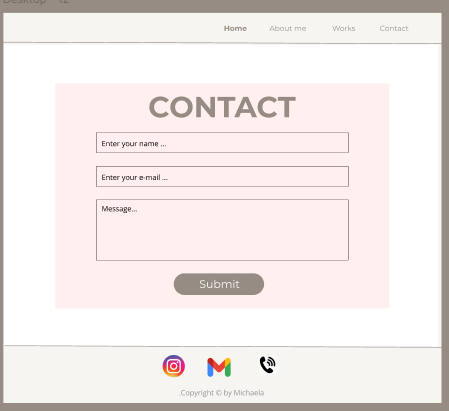 Desktop - 12
Home About me Works Contact
CONTACT
Enter your name ...
Enter your e-mail ...
Message...
Submit
Copyright © by Michaela